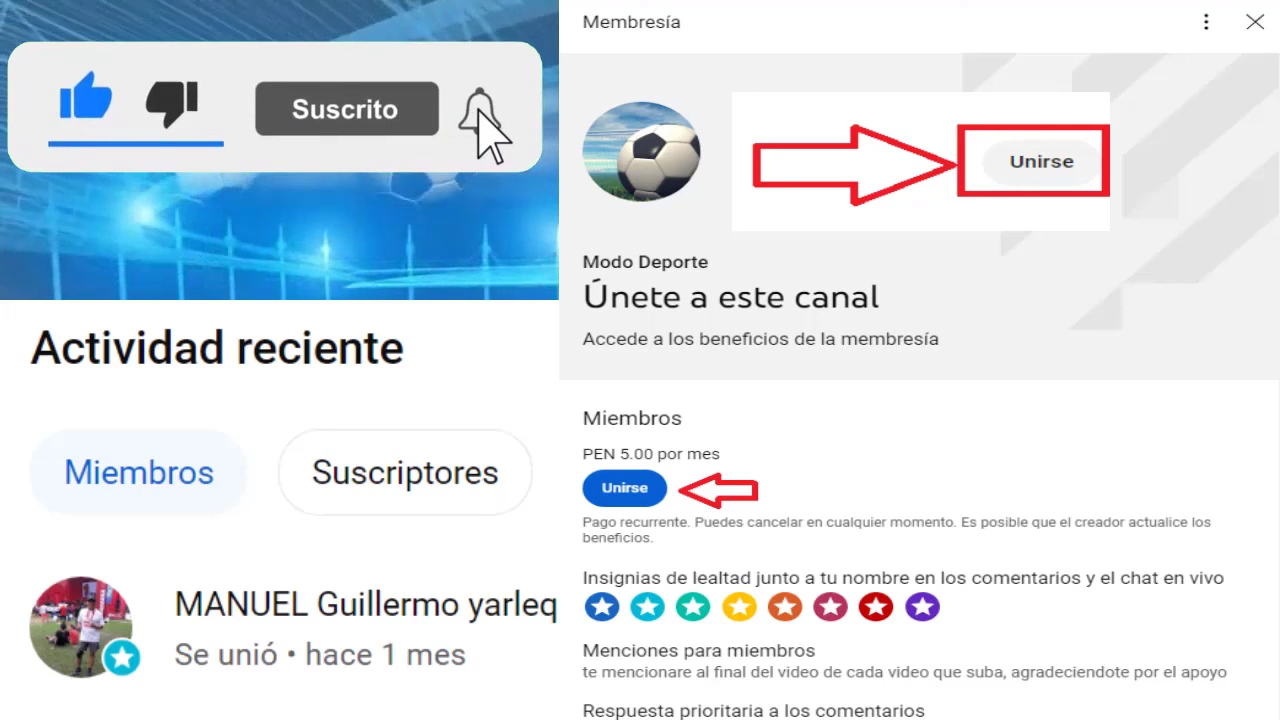 Suscrito
Actividad reciente
Miembros
Suscriptores
MANUEL Guillermo yarleq
Se unió • hace 1 mes
Membresía
Unirse
Modo Deporte
Únete a este canal
Accede a los beneficios de la membresía
Miembros
PEN 5.00 por mes
Unirse
Pago recurrente. Puedes cancelar en cualquier momento. Es posible que el creador actualice los
beneficios.
Insignias de lealtad junto a tu nombre en los comentarios y el chat en vivo
Menciones para miembros
te mencionare al final del video de cada video que suba, agradeciendote por el apoyo
Respuesta prioritaria a los comentarios